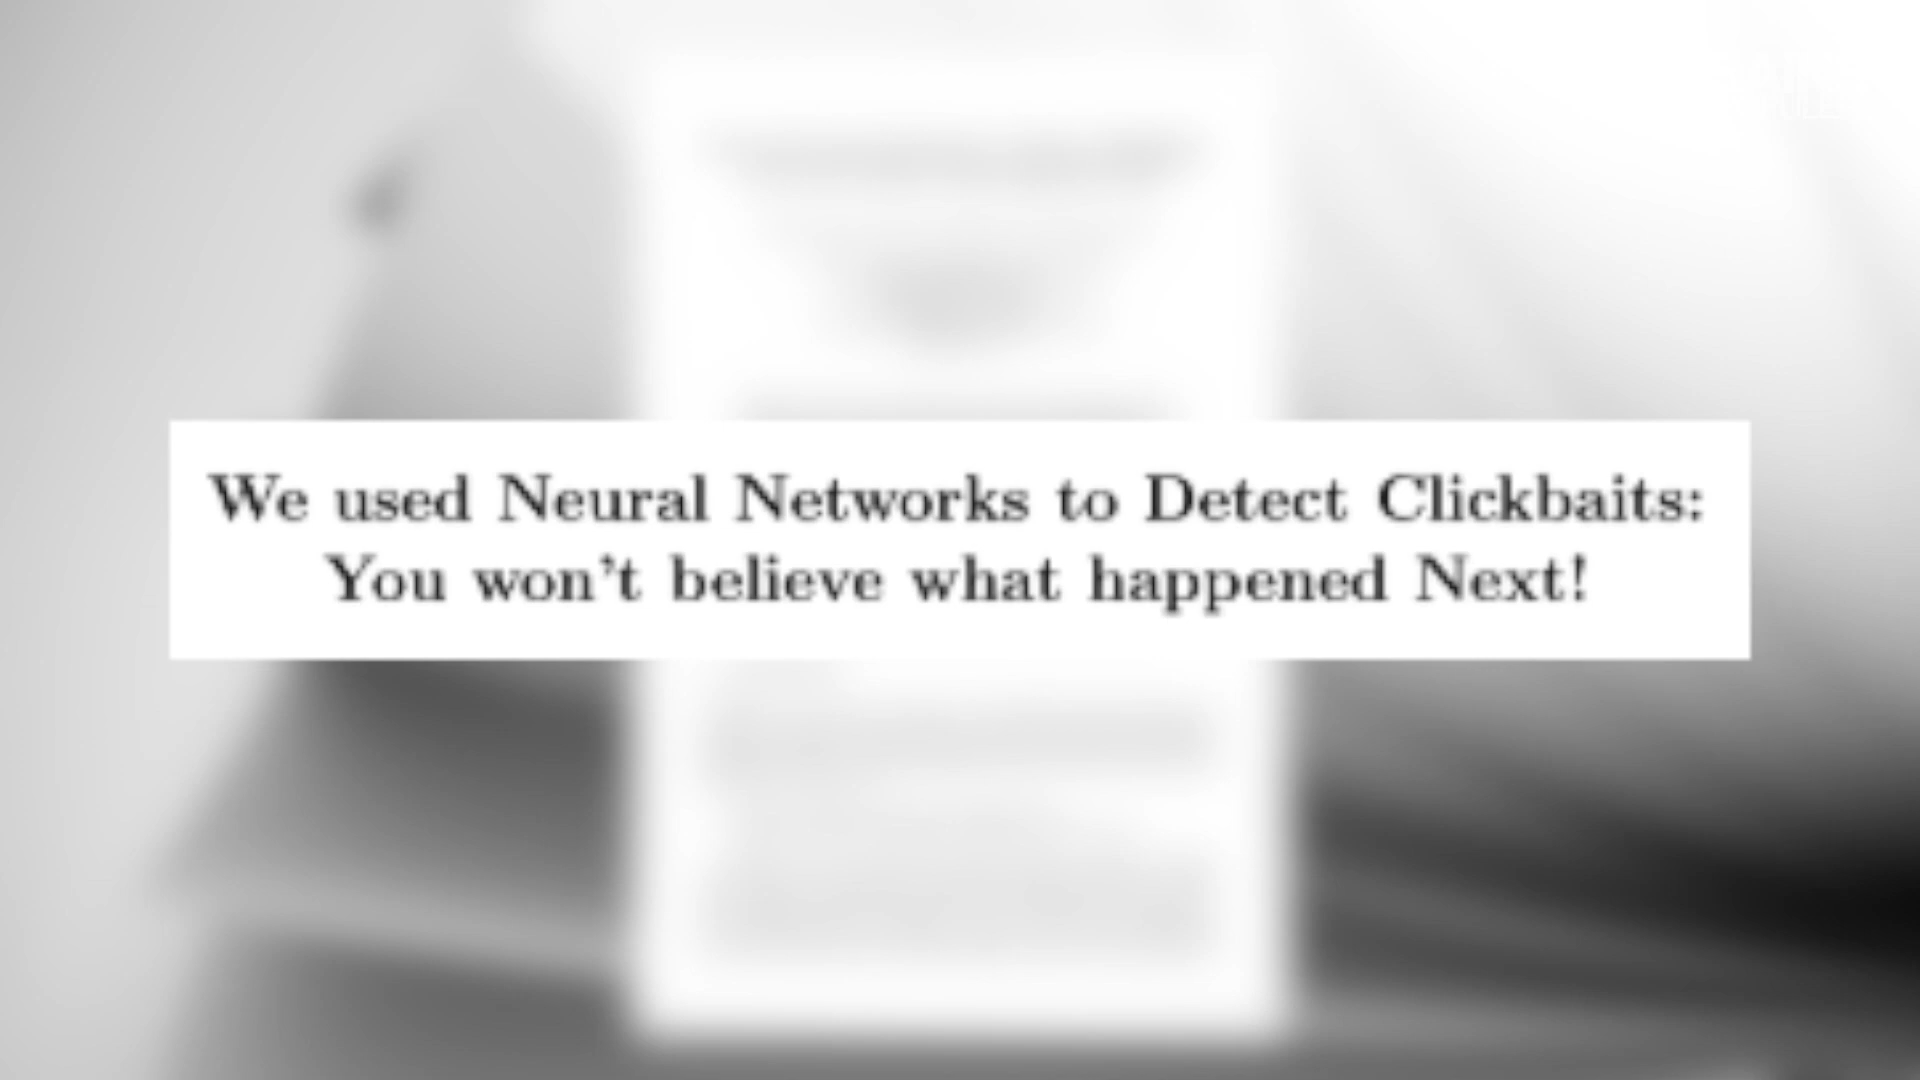 We used Neural Networks to Detect Clickbaits:
You won't believe what happened Next!